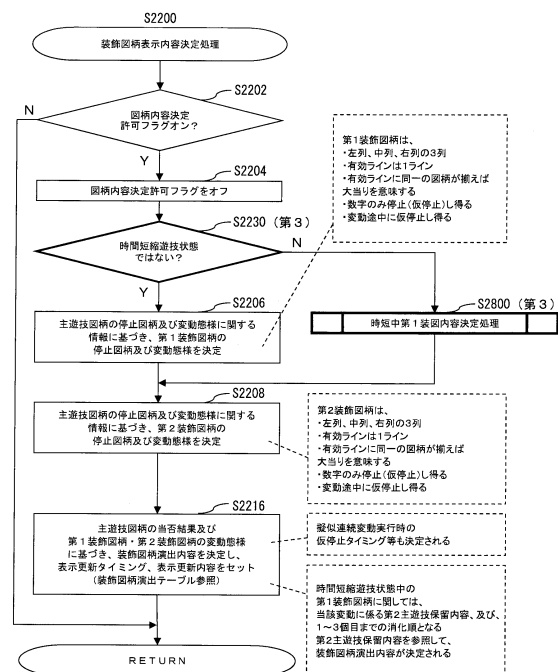 S2200
装飾図柄表示内容決定処理
S2202
N
図柄内容決定
許可フラグオン?
Y
S2204
図柄内容決定許可フラグをオフ
S2230 (第3)
時間短縮遊技状態
ではない?
N
Y
S2206
主遊技図柄の停止図柄及び変動態様に関する
情報に基づき、第1装飾図柄の
停止図柄及び変動態様を決定
第1装飾図柄は、
・左列、中列、右列の3列
・有効ラインは1ライン
・有効ラインに同一の図柄が揃えば
大当りを意味する
・数字のみ停止(仮停止)し得る
・変動途中に仮停止し得る
S2800 (第3)
時短中第1装図内容決定処理
S2208
主遊技図柄の停止図柄及び変動態様に関する
情報に基づき、第2装飾図柄の
停止図柄及び変動態様を決定
第2装飾図柄は、
・左列、中列、右列の3列
・有効ラインは1ライン
・有効ラインに同一の図柄が揃えば
大当りを意味する
・数字のみ停止(仮停止)し得る
・変動途中に仮停止し得る
S2216
主遊技図柄の当否結果及び
第1装飾図柄・第2装飾図柄の変動態様
に基づき、装飾図柄演出内容を決定し、
表示更新タイミング、表示更新内容をセット
(装飾図柄演出テーブル参照)
擬似連続変動実行時の
仮停止タイミング等も決定される
時間短縮遊技状態中の
第1装飾図柄に関しては、
当該変動に係る第2主遊技保留内容、及び、
1~3個目までの消化順となる
第2主遊技保留内容を参照して、
装飾図柄演出内容が決定される
RETURN